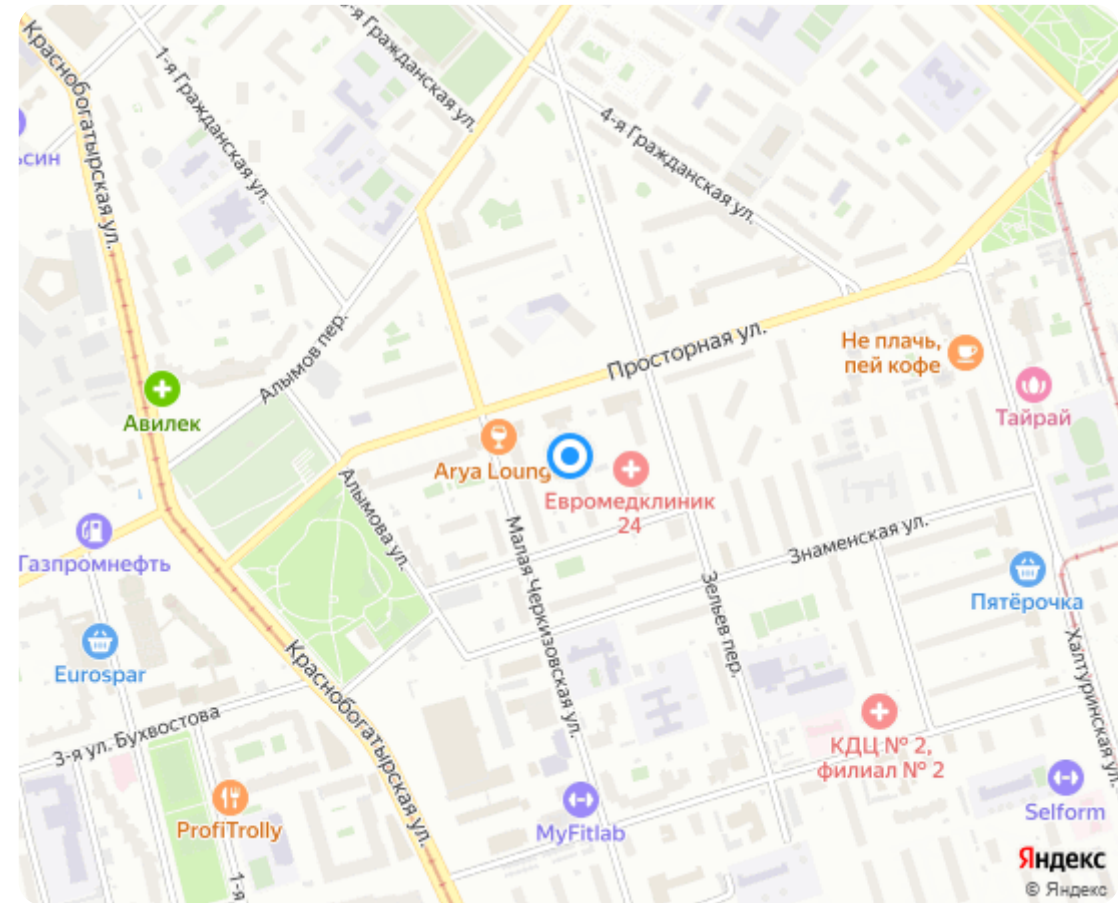 Краснобогатырская ул.
1-я Гражданская ул.
-я Гражданская ул.
4-я Гражданская ул.
ьсин
Алымов пер.
Просторная ул.
Не плачь,
пей кофе
Тайрай
Авилек
Arya Loung
Евромедклиник
24
Алымова ул.
Газпромнефть
Малая Черкизовская ул.
Знаменская ул.
Зельев пер.
Пятёрочка
Eurospar
Краснобогатырская ул.
Халтуринская ул.
3-я ул. Бухвостова
КДЦ № 2,
филиал № 2
ProfiTrolly
MyFitlab
Selform
1-я
Яндекс
© Яндекс